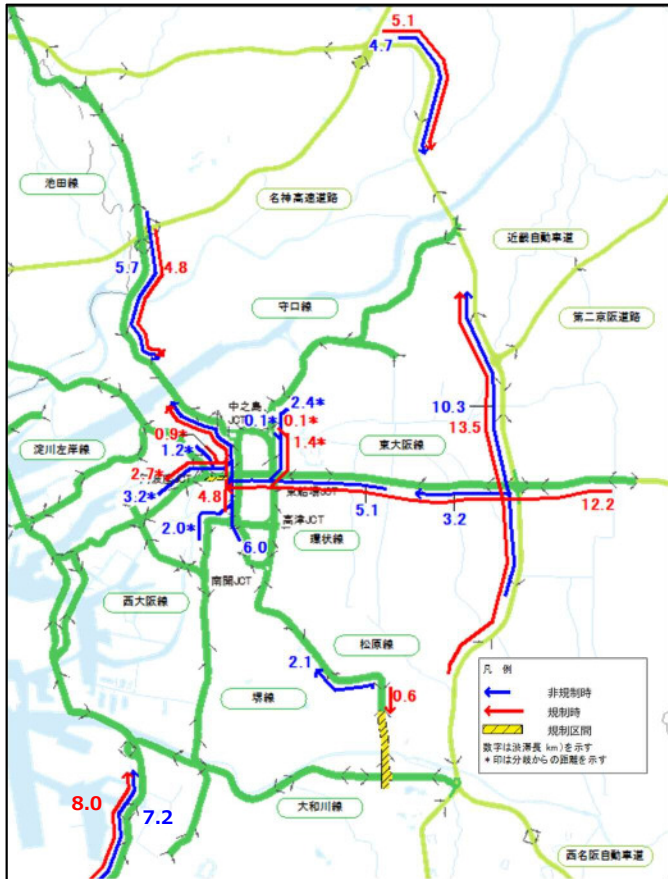 5.1
4.7
池田線
名神高速道路
近畿自動車道
5.7
4.8
守口線
第二京阪道路
中之島
JCT
2.4*
0.1*
0.1*
10.3
13.5
淀川左岸線
0.9*
1.2*
1.4*
東大阪線
2.7*
3.2*
4.8
東船場JCT
5.1
3.2
12.2
2.0*
6.0
高津JCT
環状線
南開JCT
西大阪線
松原線
2.1
堺線
0.6
凡 例
非規制時
規制時
規制区間
数字は渋滞長 km)を示す
*印は分岐からの距離を示す
8.0
7.2
大和川線
西名阪自動車道